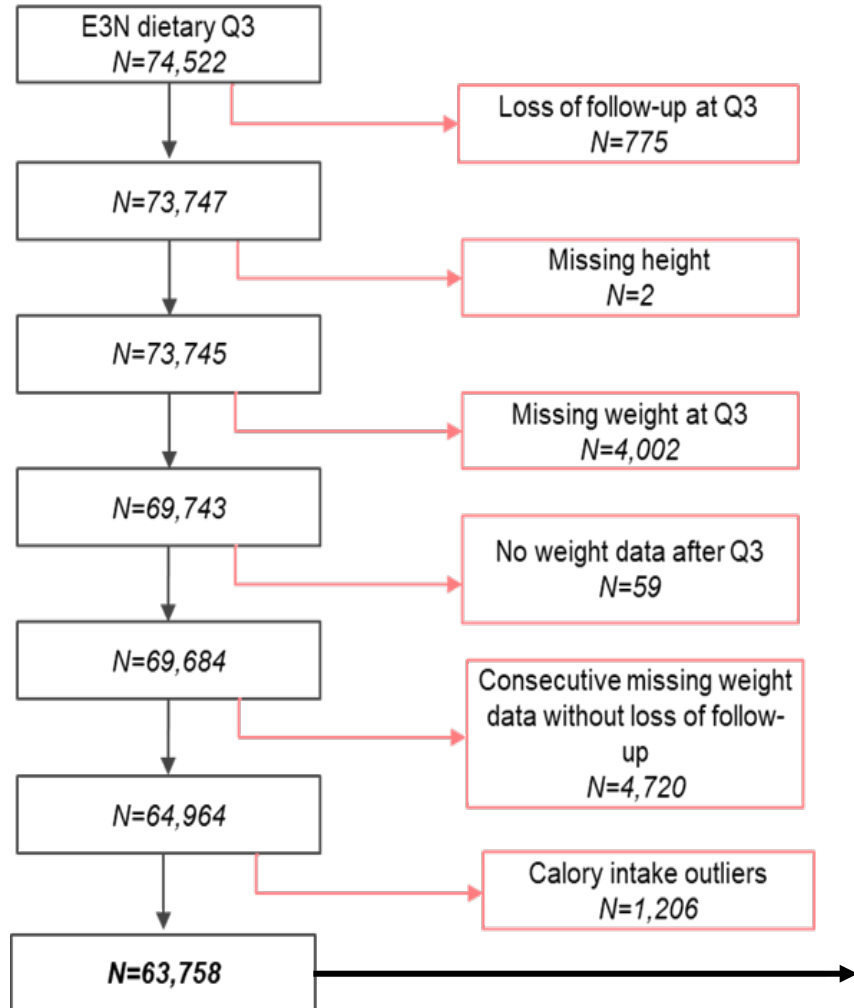 E3N dietary Q3
N=74,522
Loss of follow-up at Q3
N=775
N=73,747
Missing height
N=2
N=73,745
Missing weight at Q3
N=4,002
N=69,743
No weight data after Q3
N=59
N=69,684
Consecutive missing weight
data without loss of follow-
up
N=4,720
N=64,964
Calory intake outliers
N=1,206
N=63,758